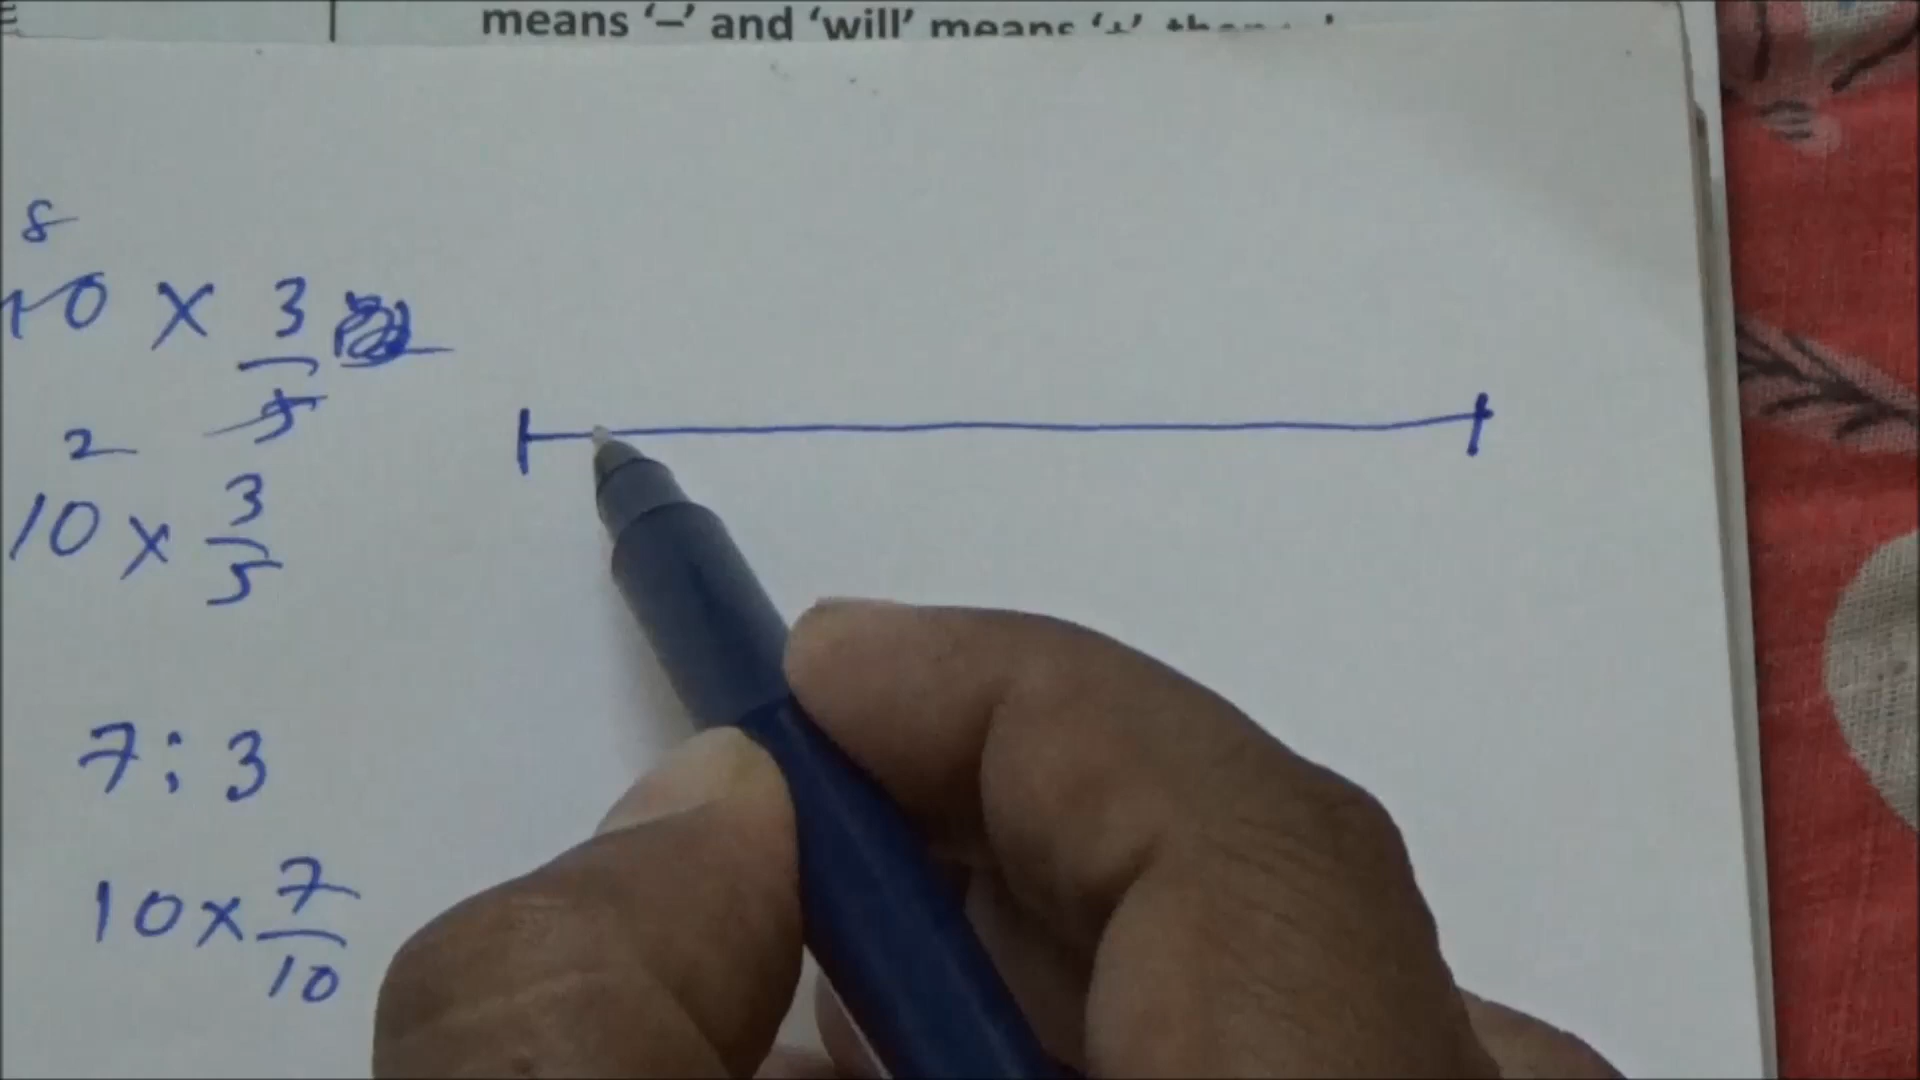 means ‘–’ and ‘will’ means ‘+’
8
10 × 3
5
2
10 × 3/5
7 : 3
10 × 7/10